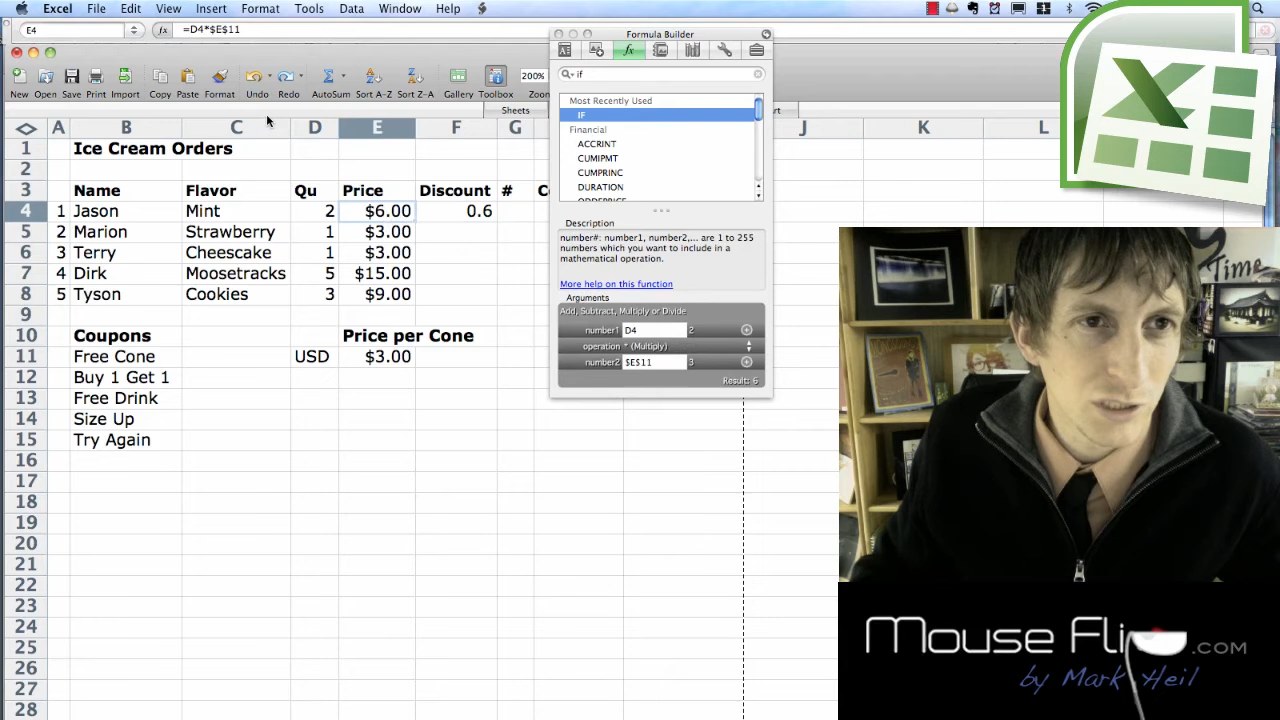 Excel File Edit View Insert Format Tools Data Window Help
E4 fx =D4*$E$11
New Open Save Print Import Copy Paste Format Undo Redo AutoSum Sort A-Z Sort Z-A Gallery Toolbox 200% Zoom
Sheets
A B C D E F G J K L
1 Ice Cream Orders
2
3 Name Flavor Qu Price Discount #
4 1 Jason Mint 2 $6.00 0.6
5 2 Marion Strawberry 1 $3.00
6 3 Terry Cheescake 1 $3.00
7 4 Dirk Moosetracks 5 $15.00
8 5 Tyson Cookies 3 $9.00
9
10 Coupons Price per Cone
11 Free Cone USD $3.00
12 Buy 1 Get 1
13 Free Drink
14 Size Up
15 Try Again
16
17
18
19
20
21
22
23
24
25
26
27
28
Formula Builder
fx
if
Most Recently Used
IF
Financial
ACCRINT
CUMIPMT
CUMPRINC
DURATION
Description
number#: number1, number2,... are 1 to 255
numbers which you want to include in a
mathematical operation.
More help on this function
Arguments
Add, Subtract, Multiply or Divide
number1 D4 2
operation * (Multiply)
number2 $E$11 3
Result: 6
Time
Mouse Flip.com
by Mark Heil